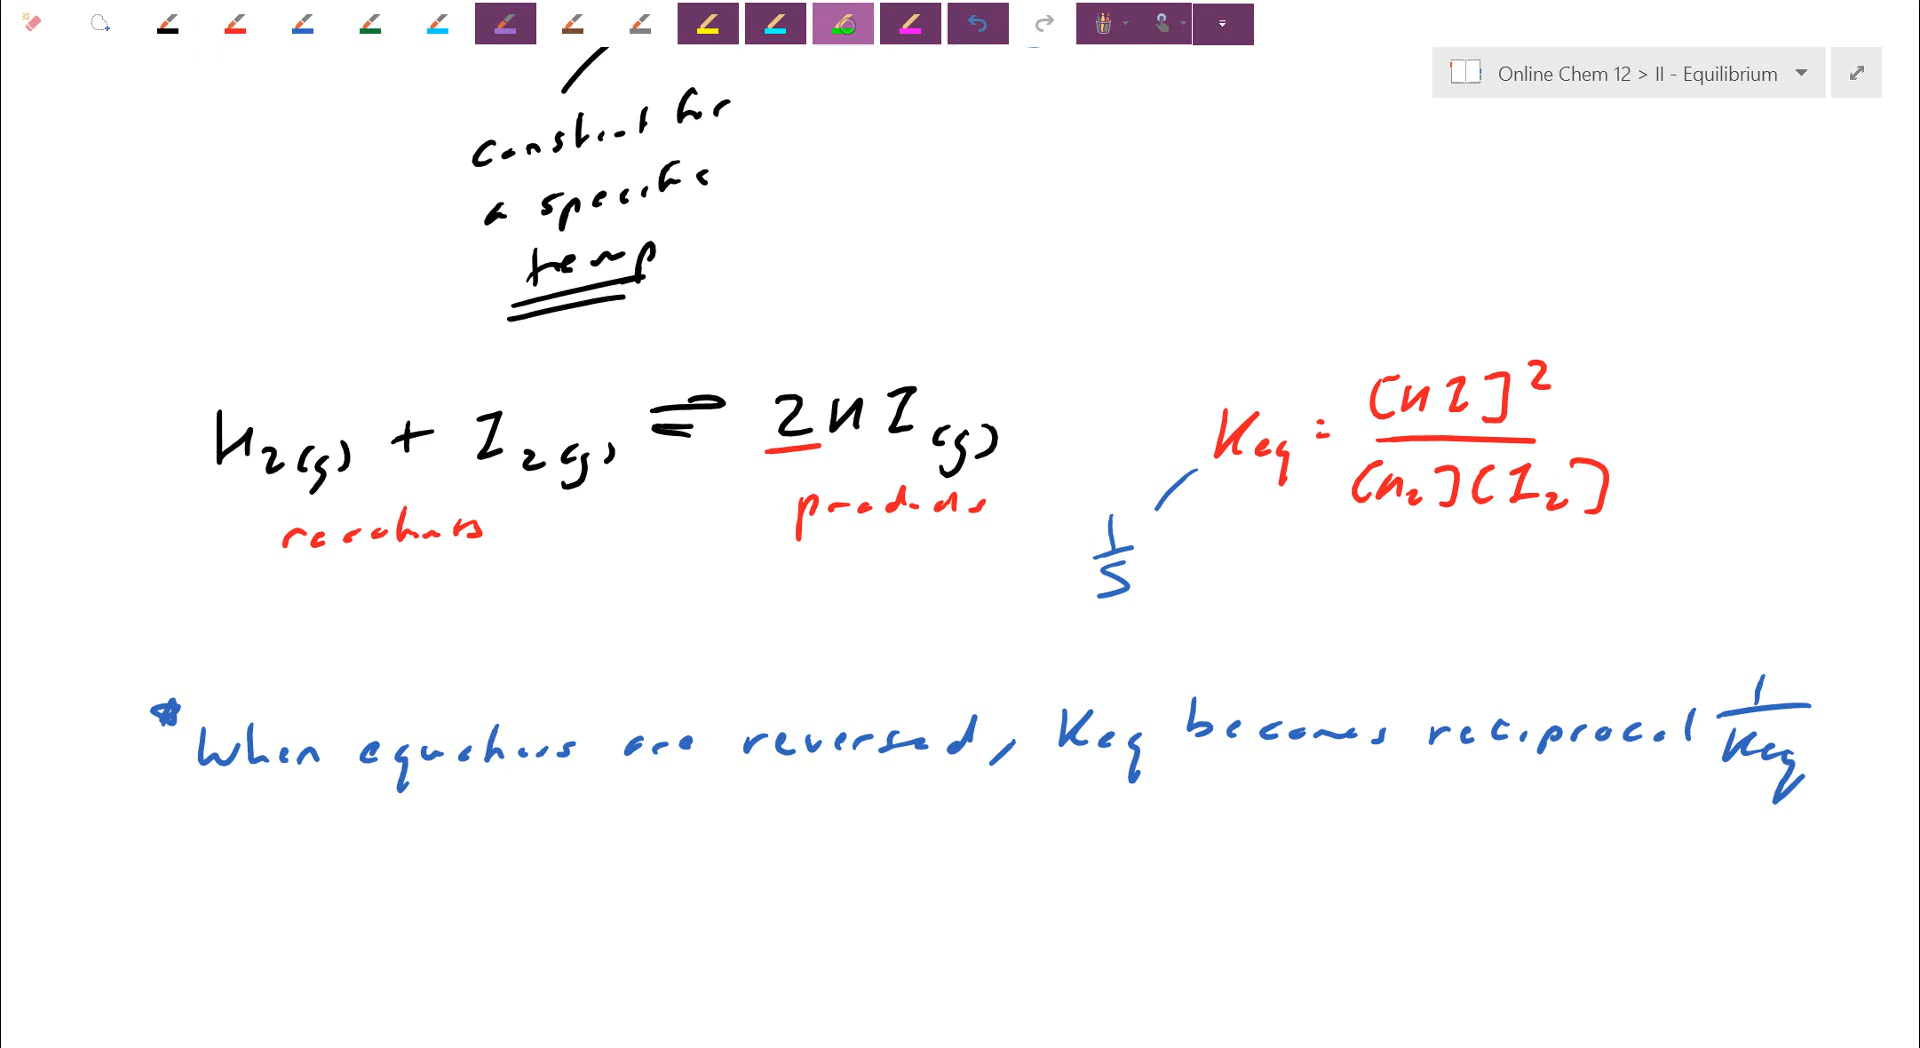 Online Chem 12 > II - Equilibrium
constant for
a specific
temp
H₂(g) + I₂(g) ⇌ 2HI(g)
reactants
products
Keq = [HI]² / [H₂][I₂]
1/5
* When equations are reversed, Keq becomes reciprocal 1/Keq